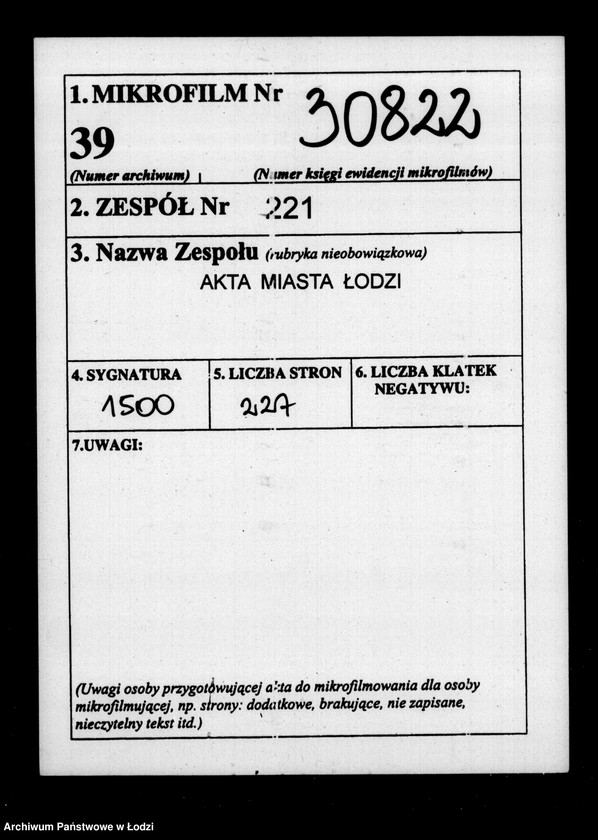 1. MIKROFILM Nr 30822
39
(Numer archiwum) (Numer księgi ewidencji mikrofilmów)
2. ZESPÓŁ Nr 221
3. Nazwa Zespołu (rubryka nieobowiązkowa)
AKTA MIASTA ŁODZI
4. SYGNATURA
1500
5. LICZBA STRON
227
6. LICZBA KLATEK
NEGATYWU:
7.UWAGI:
(Uwagi osoby przygotówującej akta do mikrofilmowania dla osoby
mikrofilmującej, np. strony: dodatkowe, brakujące, nie zapisane,
nieczytelny tekst itd.)
Archiwum Państwowe w Łodzi